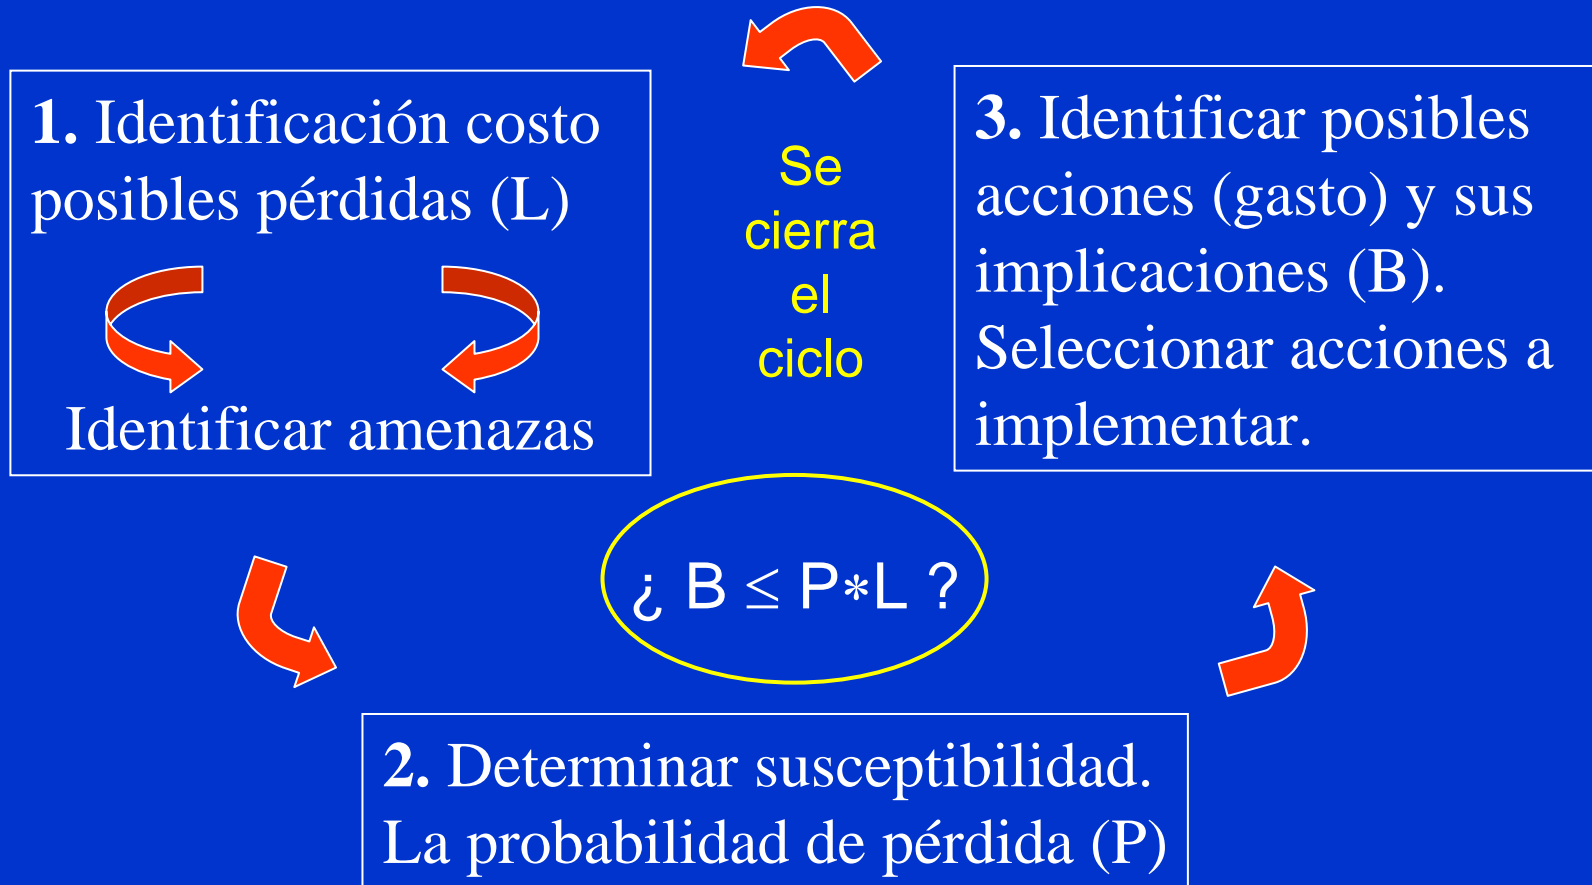 1. Identificación costo
posibles pérdidas (L)
Identificar amenazas
Se
cierra
el
ciclo
3. Identificar posibles
acciones (gasto) y sus
implicaciones (B).
Seleccionar acciones a
implementar.
¿ B ≤ P*L ?
2. Determinar susceptibilidad.
La probabilidad de pérdida (P)